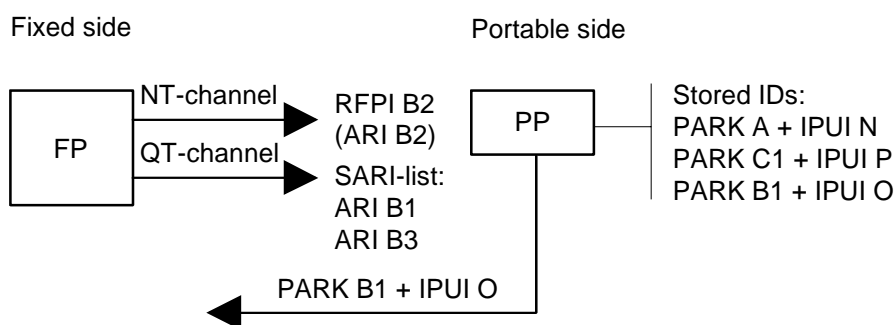 Fixed side
Portable side
FP
NT-channel
RFPI B2
(ARI B2)
QT-channel
SARI-list:
ARI B1
ARI B3
PP
Stored IDs:
PARK A + IPUI N
PARK C1 + IPUI P
PARK B1 + IPUI O
PARK B1 + IPUI O